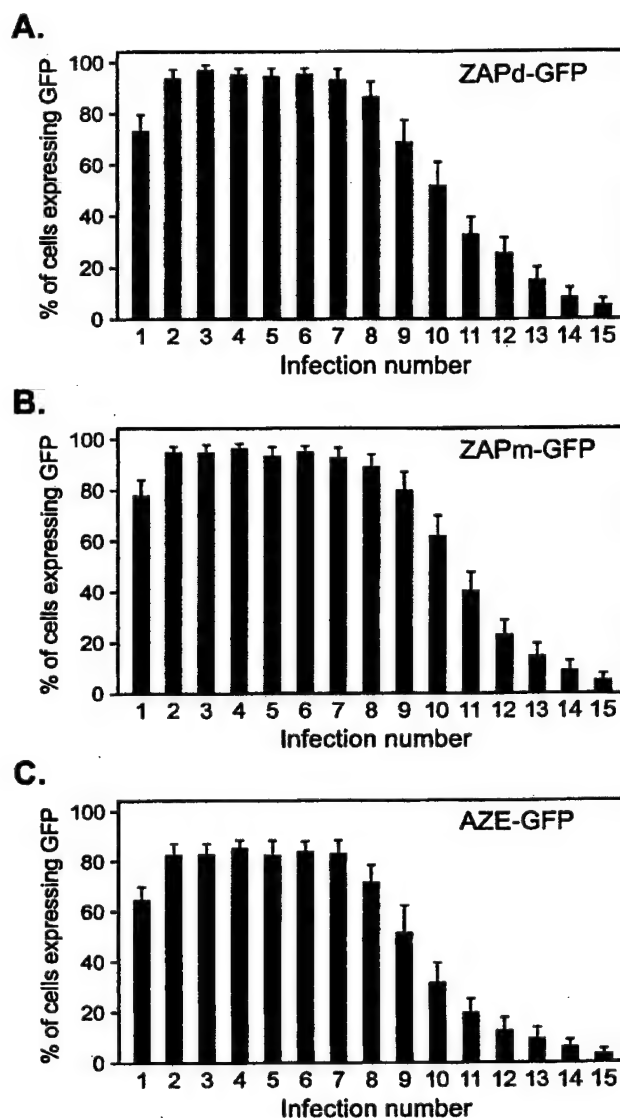 A.
ZAPd-GFP
% of cells expressing GFP
100
80
60
40
20
0
1 2 3 4 5 6 7 8 9 10 11 12 13 14 15
Infection number
B.
ZAPm-GFP
% of cells expressing GFP
100
80
60
40
20
0
1 2 3 4 5 6 7 8 9 10 11 12 13 14 15
Infection number
C.
AZE-GFP
% of cells expressing GFP
100
80
60
40
20
0
1 2 3 4 5 6 7 8 9 10 11 12 13 14 15
Infection number